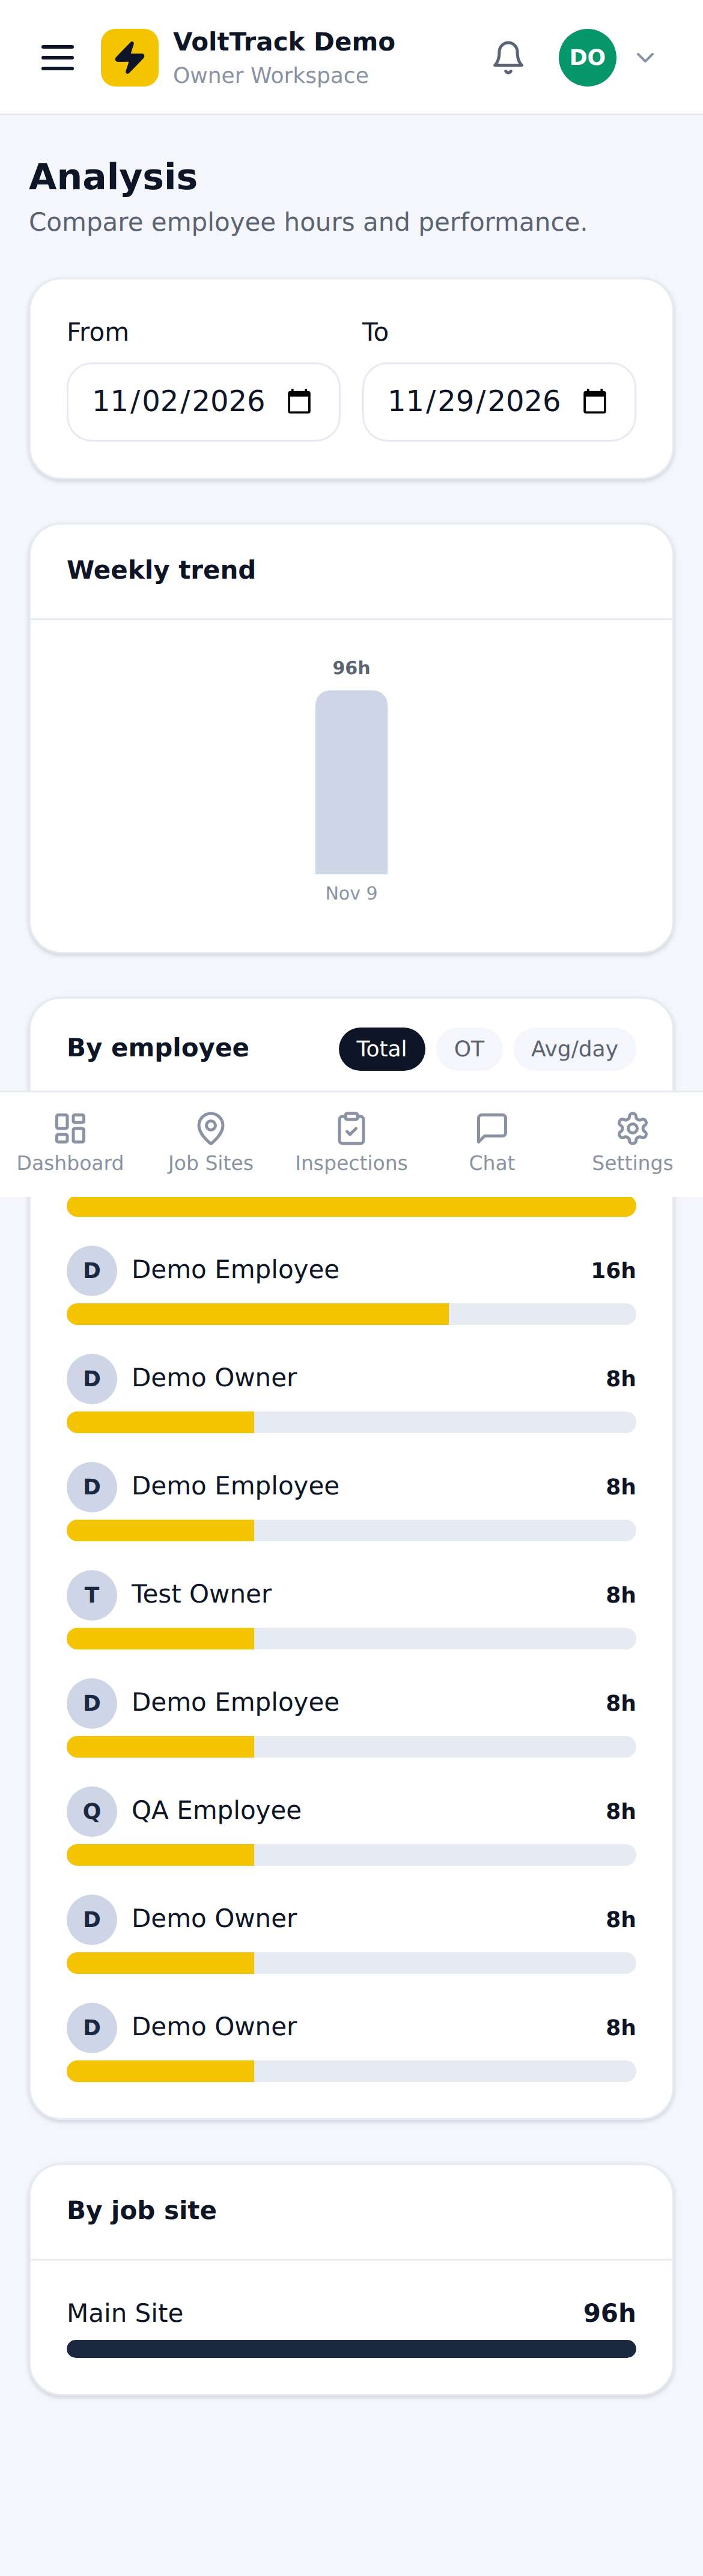 VoltTrack Demo
Owner Workspace
DO
Analysis
Compare employee hours and performance.
From
To
11/02/2026
11/29/2026
Weekly trend
96h
Nov 9
By employee
Total
OT
Avg/day
Dashboard
Job Sites
Inspections
Chat
Settings
D Demo Employee 16h
D Demo Owner 8h
D Demo Employee 8h
T Test Owner 8h
D Demo Employee 8h
Q QA Employee 8h
D Demo Owner 8h
D Demo Owner 8h
By job site
Main Site 96h